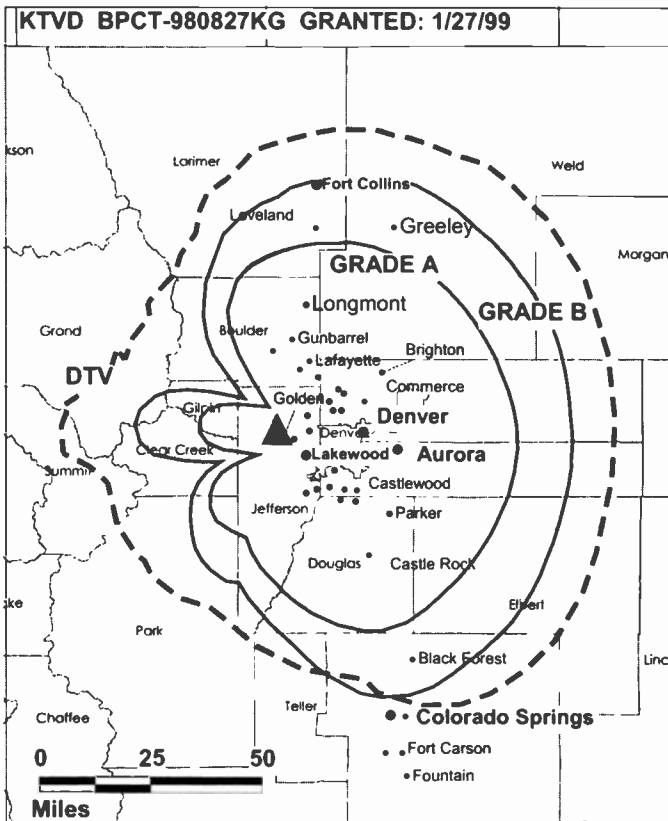 KTVD BPCT-980827KG GRANTED: 1/27/99
kson
Larimer
Weld
Fort Collins
Loveland
Greeley
Morgan
GRADE A
Longmont
GRADE B
Grand
Boulder
Gunbarrel
Lafayette
Brighton
DTV
Commerce
Golden
Gilpin
Denver
Denver
Clear Creek
Lakewood
Aurora
Summit
Castlewood
Jefferson
Parker
Douglas
Castle Rock
ke
Elbert
Park
Black Forest
Linc
Teller
Chaffee
Colorado Springs
0 25 50
Fort Carson
Fountain
Miles